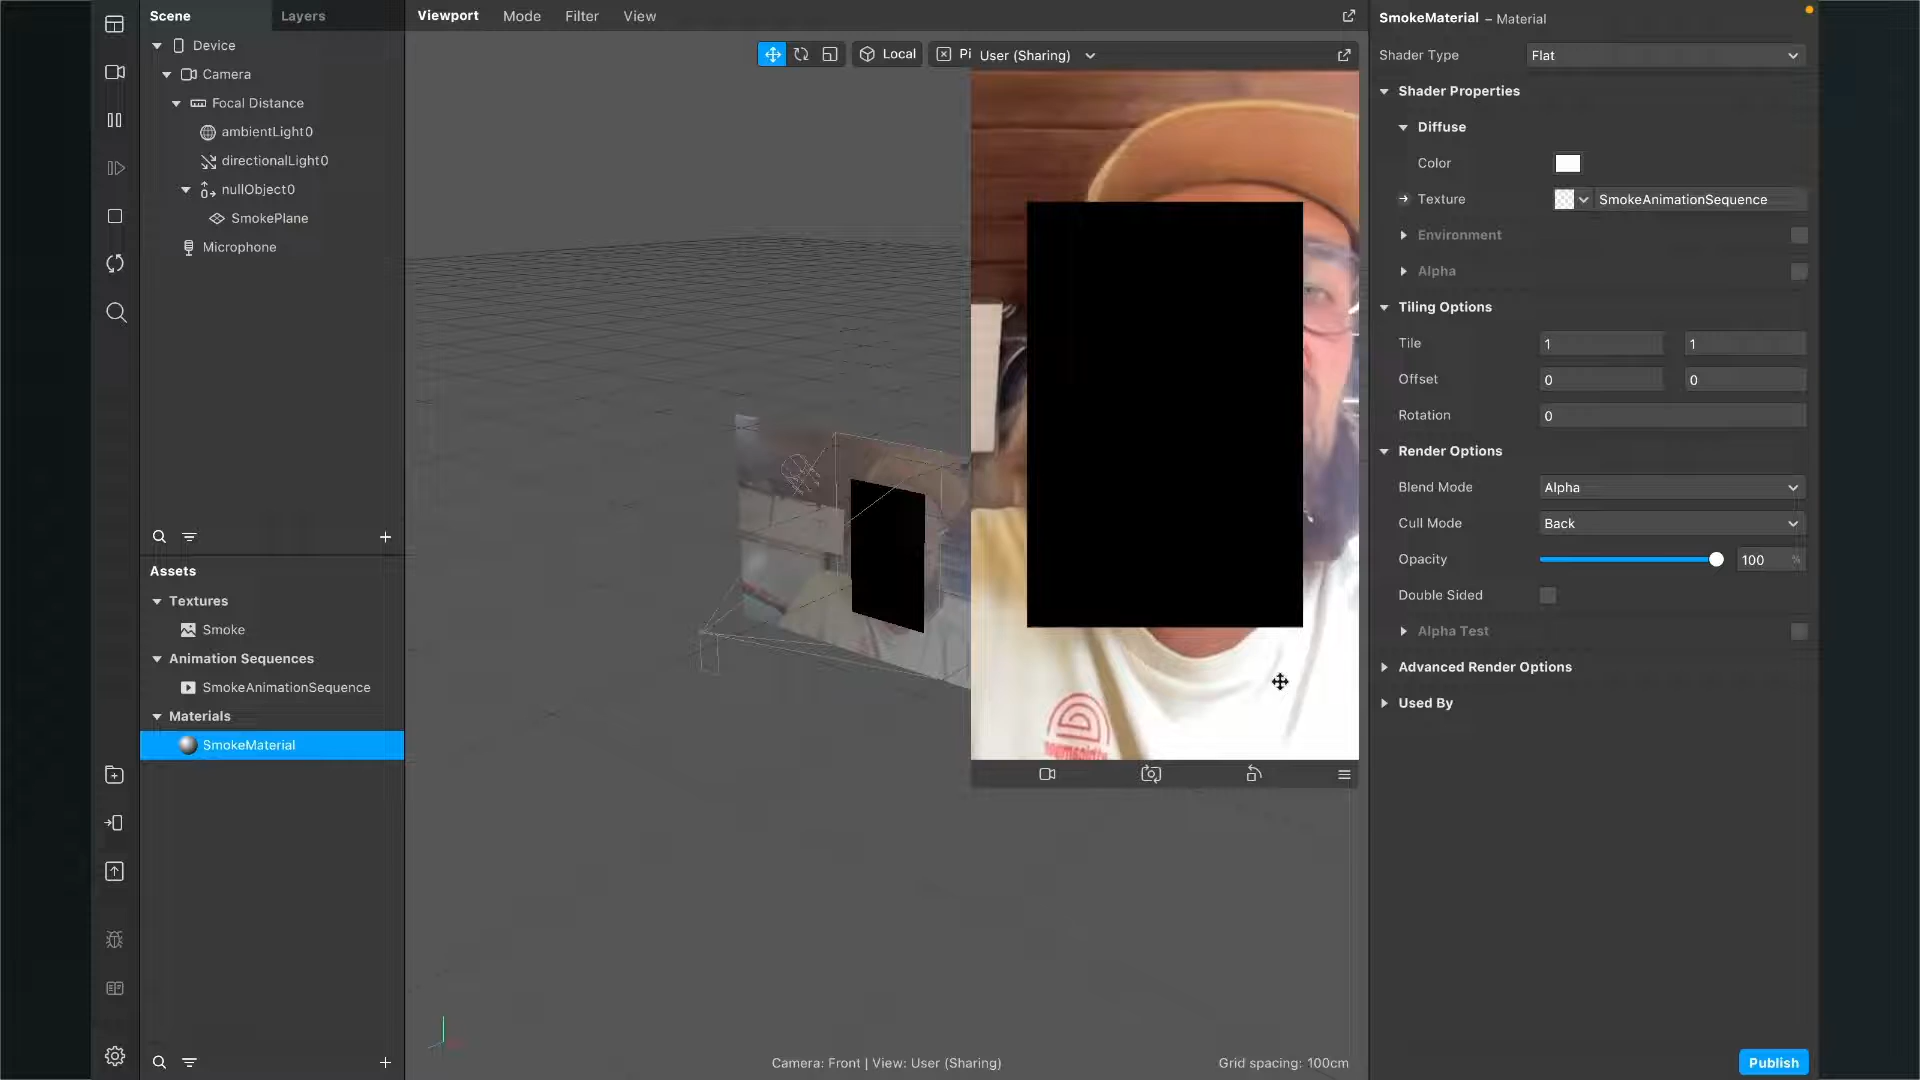 Scene
Layers
Device
Camera
Focal Distance
ambientLight0
directionalLight0
nullObject0
SmokePlane
Microphone
Assets
Textures
Smoke
Animation Sequences
SmokeAnimationSequence
Materials
SmokeMaterial
Viewport
Mode
Filter
View
Local
Pi
User (Sharing)
Camera: Front | View: User (Sharing)
Grid spacing: 100cm
SmokeMaterial – Material
Shader Type
Flat
Shader Properties
Diffuse
Color
Texture
SmokeAnimationSequence
Environment
Alpha
Tiling Options
Tile
1
1
Offset
0
0
Rotation
0
Render Options
Blend Mode
Alpha
Cull Mode
Back
Opacity
100 %
Double Sided
Alpha Test
Advanced Render Options
Used By
Publish